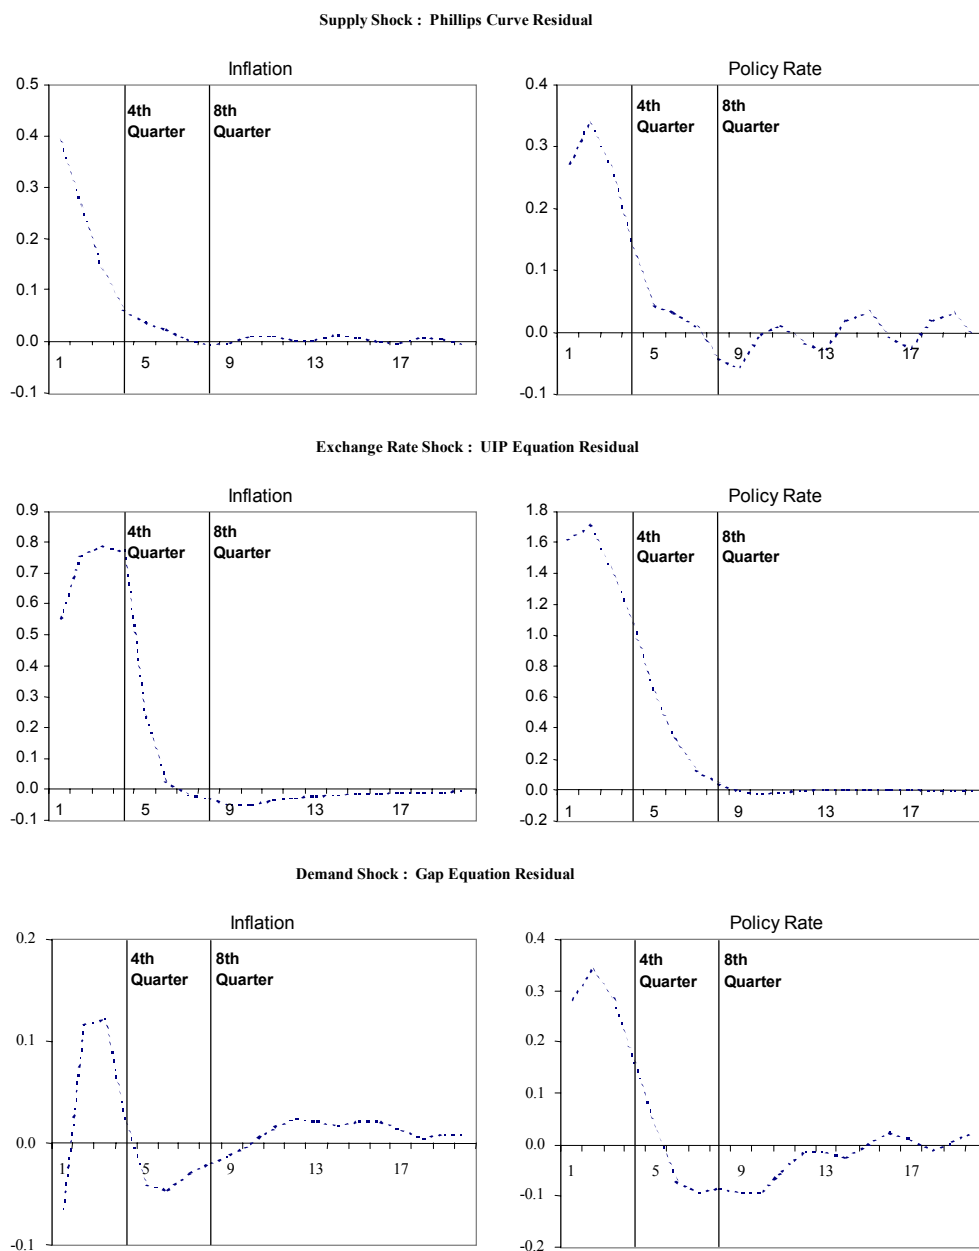 Supply Shock : Phillips Curve Residual
Inflation
0.5
0.4
0.3
0.2
0.1
0.0
-0.1
4th
Quarter
8th
Quarter
1 5 9 13 17
Policy Rate
0.4
0.3
0.2
0.1
0.0
-0.1
4th
Quarter
8th
Quarter
1 5 9 13 17
Exchange Rate Shock : UIP Equation Residual
Inflation
0.9
0.8
0.7
0.6
0.5
0.4
0.3
0.2
0.1
0.0
-0.1
4th
Quarter
8th
Quarter
1 5 9 13 17
Policy Rate
1.8
1.6
1.4
1.2
1.0
0.8
0.6
0.4
0.2
0.0
-0.2
4th
Quarter
8th
Quarter
1 5 9 13 17
Demand Shock : Gap Equation Residual
Inflation
0.2
0.1
0.0
-0.1
4th
Quarter
8th
Quarter
1 5 9 13 17
Policy Rate
0.4
0.3
0.2
0.1
0.0
-0.1
-0.2
4th
Quarter
8th
Quarter
1 5 9 13 17